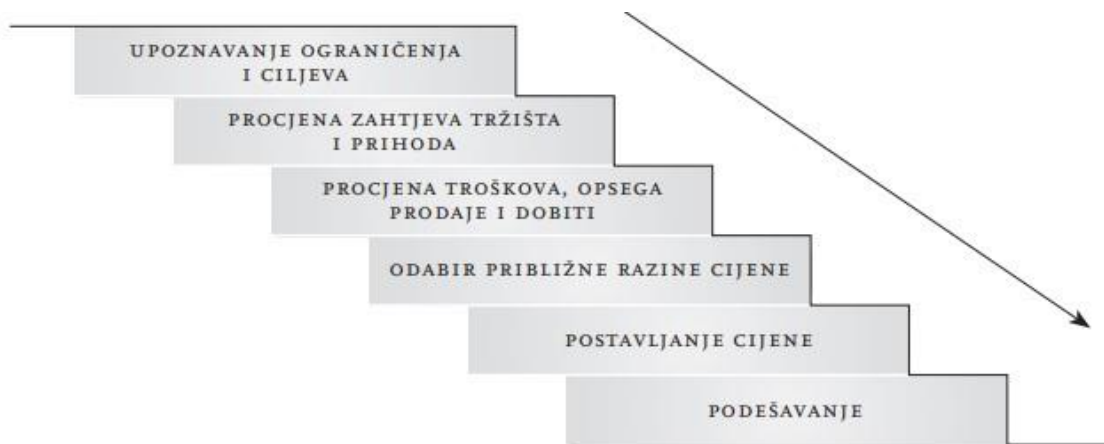 UPOZNAVANJE OGRANIČENJA
I CILJEVA
PROCJENA ZAHTJEVA TRŽIŠTA
I PRIHODA
PROCJENA TROŠKOVA, OPSEGA
PRODAJE I DOBITI
ODABIR PRIBLIŽNE RAZINE CIJENE
POSTAVLJANJE CIJENE
PODEŠAVANJE